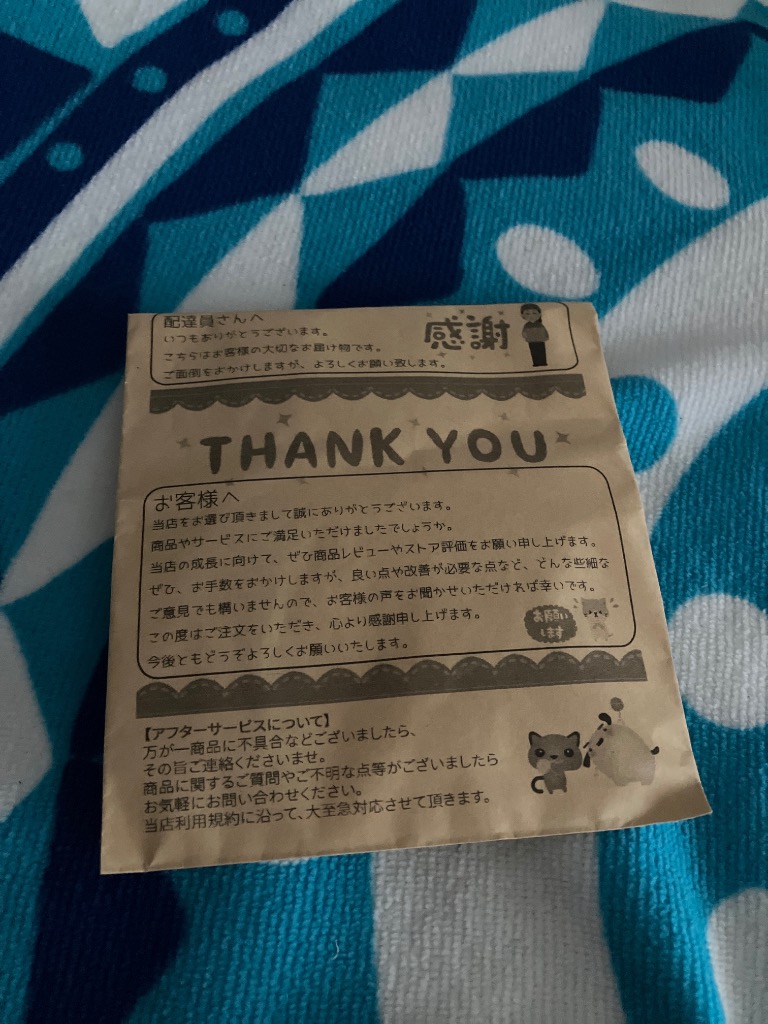 配達員さんへ
いつもありがとうございます。
こちらはお客様の大切なお届け物です。
ご面倒をおかけしますが、よろしくお願い致します。
感謝
THANK YOU
お客様へ
当店をお選び頂きまして誠にありがとうございます。
商品やサービスにご満足いただけましたでしょうか。
当店の成長に向けて、ぜひ商品レビューやストア評価をお願い申し上げます。
ぜひ、お手数をおかけしますが、良い点や改善が必要な点など、どんな些細な
ご意見でも構いませんので、お客様の声をお聞かせいただければ幸いです。
この度はご注文をいただき、心より感謝申し上げます。
今後ともどうぞよろしくお願いいたします。
お願い
します
【アフターサービスについて】
万が一商品に不具合などございましたら、
その旨ご連絡くださいませ。
商品に関するご質問やご不明な点等がございましたら
お気軽にお問い合わせください。
当店利用規約に沿って、大至急対応させて頂きます。